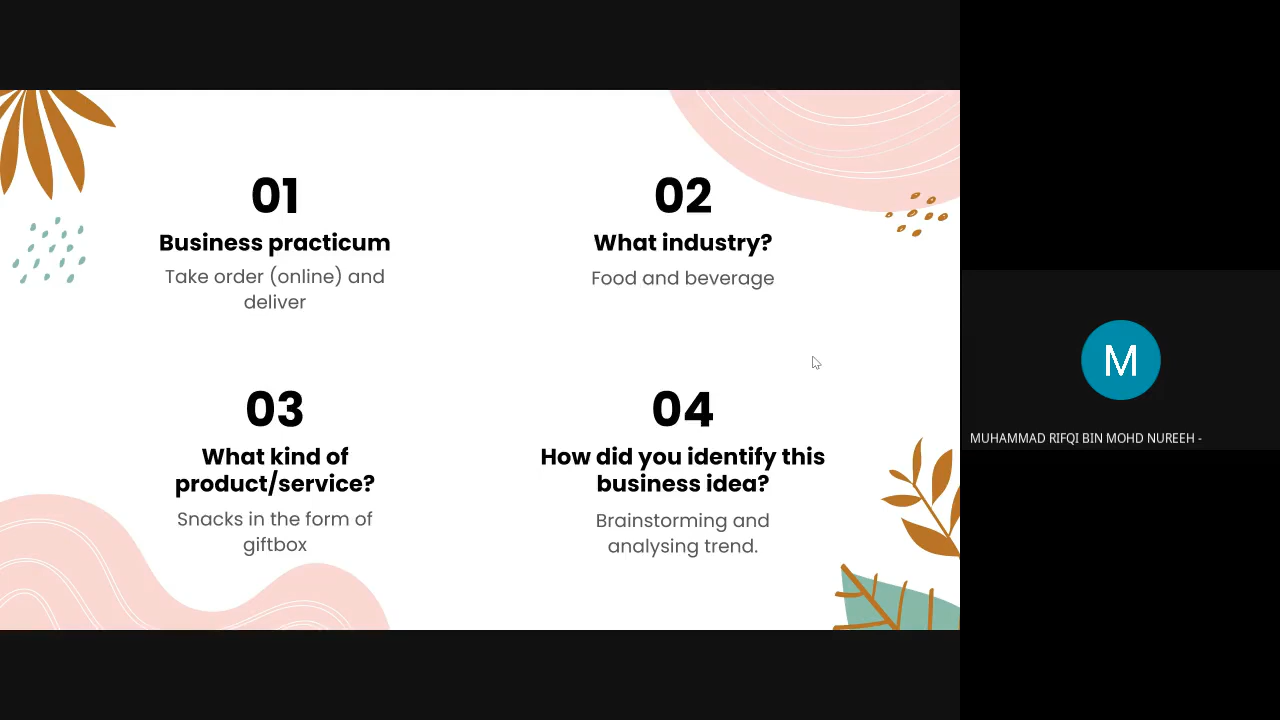 01
Business practicum
Take order (online) and
deliver
02
What industry?
Food and beverage
03
What kind of
product/service?
Snacks in the form of
giftbox
04
How did you identify this
business idea?
Brainstorming and
analysing trend.
M
MUHAMMAD RIFQI BIN MOHD NUREEH -